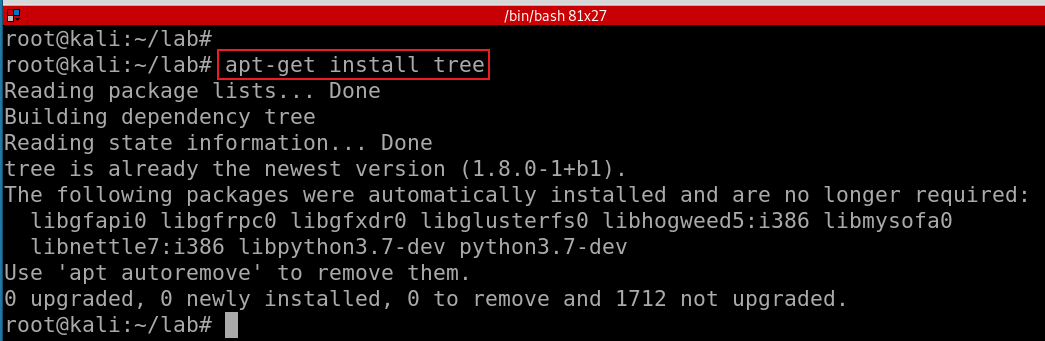 /bin/bash 81x27
root@kali:~/lab#
root@kali:~/lab# apt-get install tree
Reading package lists... Done
Building dependency tree
Reading state information... Done
tree is already the newest version (1.8.0-1+b1).
The following packages were automatically installed and are no longer required:
  libgfapi0 libgfrpc0 libgfxdr0 libglusterfs0 libhogweed5:i386 libmysofa0
  libnettle7:i386 libpython3.7-dev python3.7-dev
Use 'apt autoremove' to remove them.
0 upgraded, 0 newly installed, 0 to remove and 1712 not upgraded.
root@kali:~/lab#